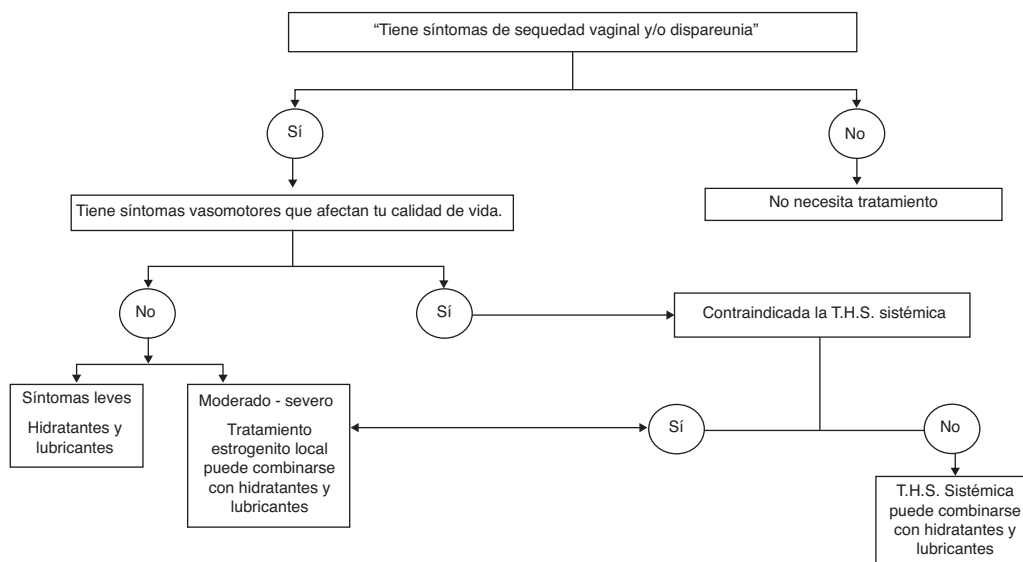 “Tiene síntomas de sequedad vaginal y/o dispareunia”
Sí
No
Tiene síntomas vasomotores que afectan tu calidad de vida.
No necesita tratamiento
No
Sí
Contraindicada la T.H.S. sistémica
Síntomas leves
Hidratantes y
lubricantes
Moderado - severo
Tratamiento
estrogenito local
puede combinarse
con hidratantes y
lubricantes
Sí
No
T.H.S. Sistémica
puede combinarse
con hidratantes y
lubricantes